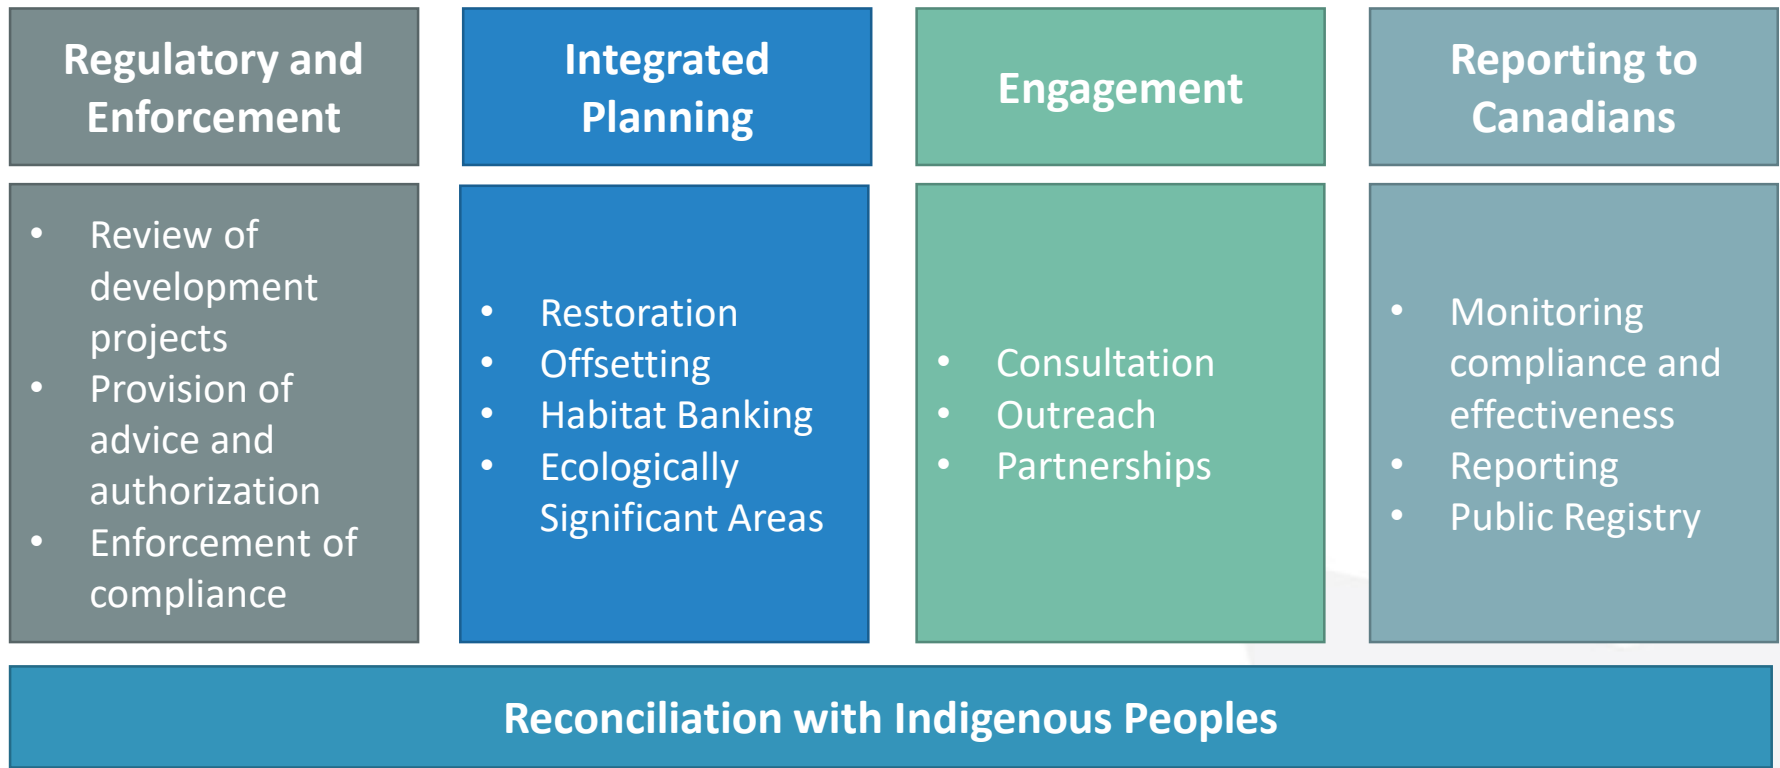 Regulatory and
Enforcement
• Review of
development
projects
• Provision of
advice and
authorization
• Enforcement of
compliance
Integrated
Planning
• Restoration
• Offsetting
• Habitat Banking
• Ecologically
Significant Areas
Engagement
• Consultation
• Outreach
• Partnerships
Reporting to
Canadians
• Monitoring
compliance and
effectiveness
• Reporting
• Public Registry
Reconciliation with Indigenous Peoples